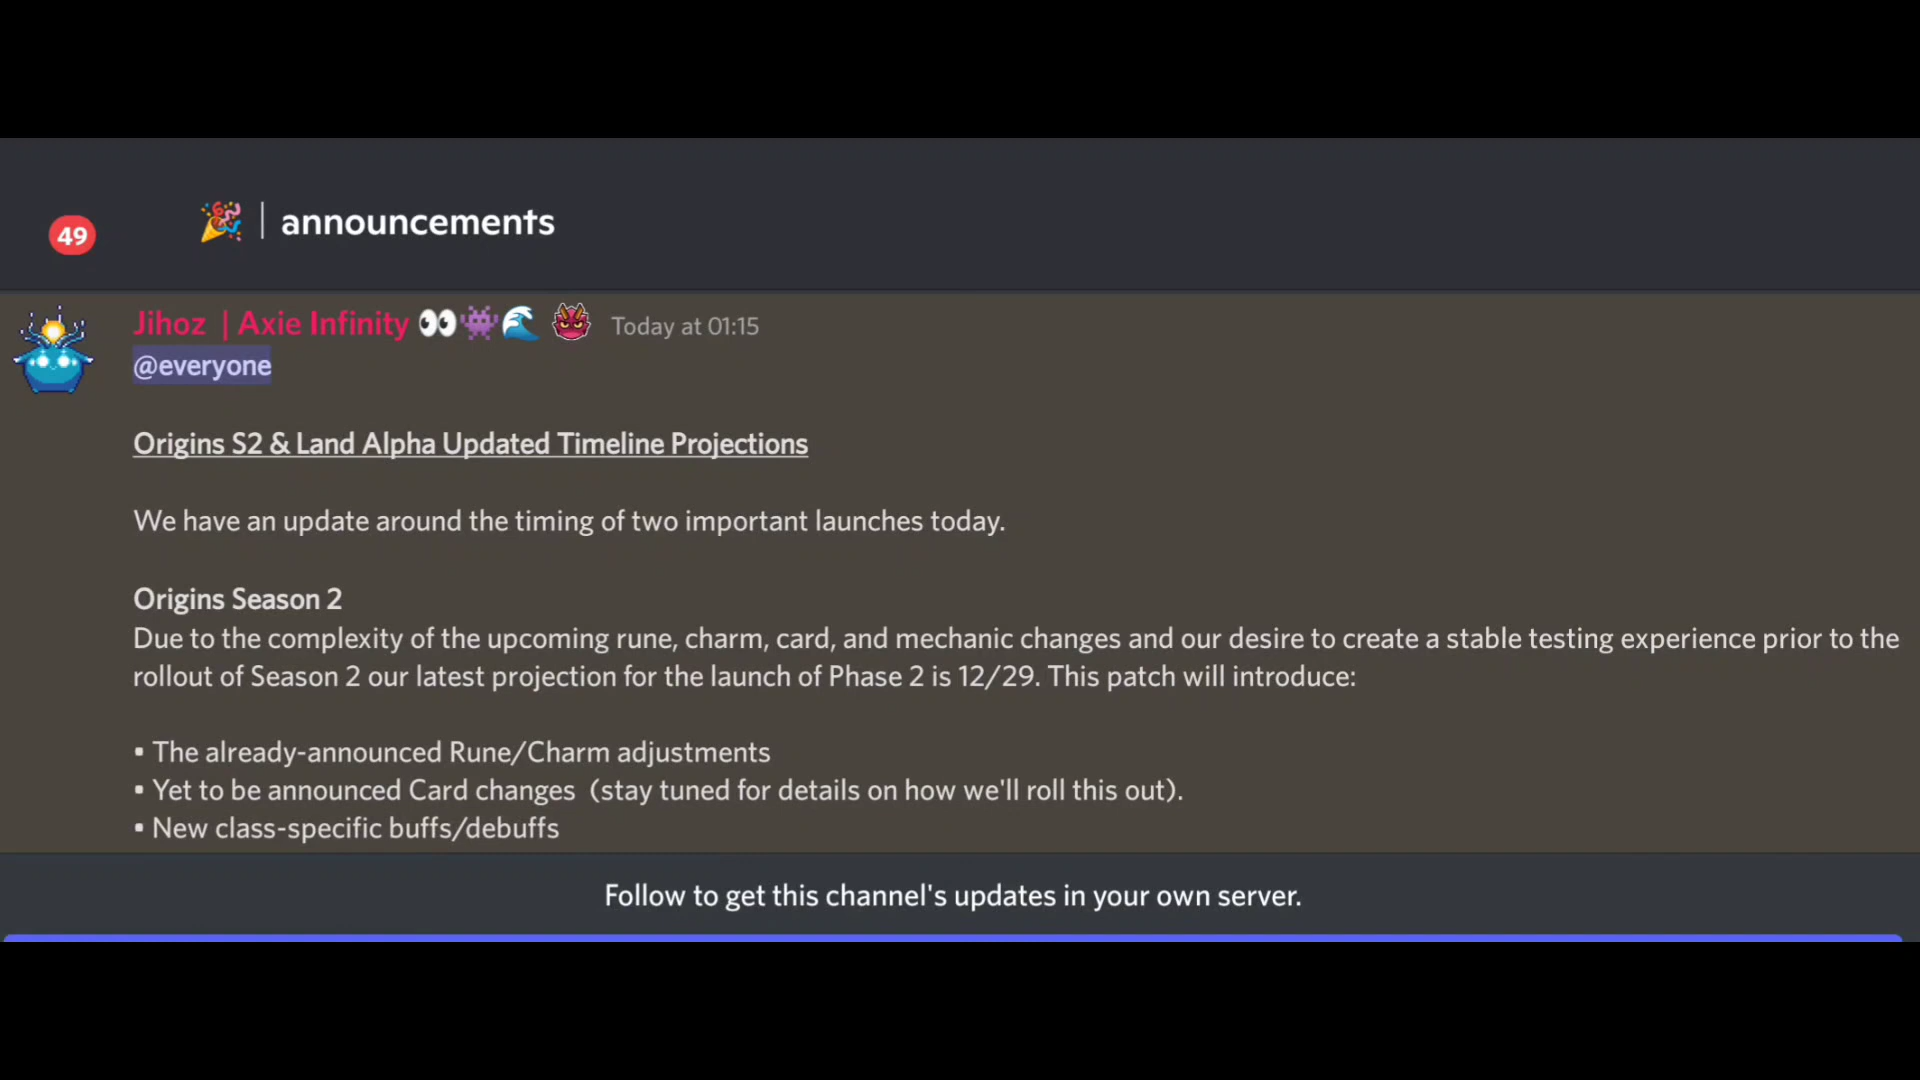 49
announcements
Jihoz | Axie Infinity 👀👾🌊 Today at 01:15
@everyone
Origins S2 & Land Alpha Updated Timeline Projections
We have an update around the timing of two important launches today.
Origins Season 2
Due to the complexity of the upcoming rune, charm, card, and mechanic changes and our desire to create a stable testing experience prior to the
rollout of Season 2 our latest projection for the launch of Phase 2 is 12/29. This patch will introduce:
▪ The already-announced Rune/Charm adjustments
▪ Yet to be announced Card changes (stay tuned for details on how we'll roll this out).
▪ New class-specific buffs/debuffs
Follow to get this channel's updates in your own server.